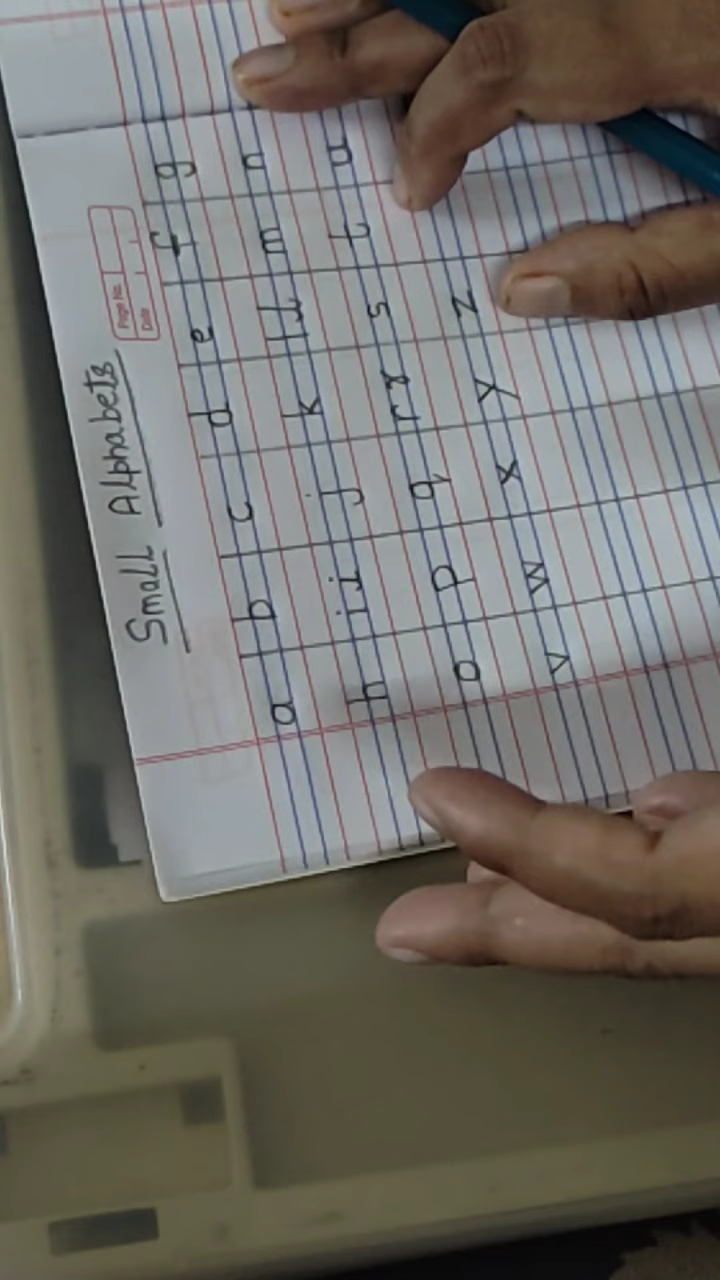 Small Alphabets
Page No.
Date
a b c d e f g
h i i j k l l m n
o p q r r s t u
v w x y z